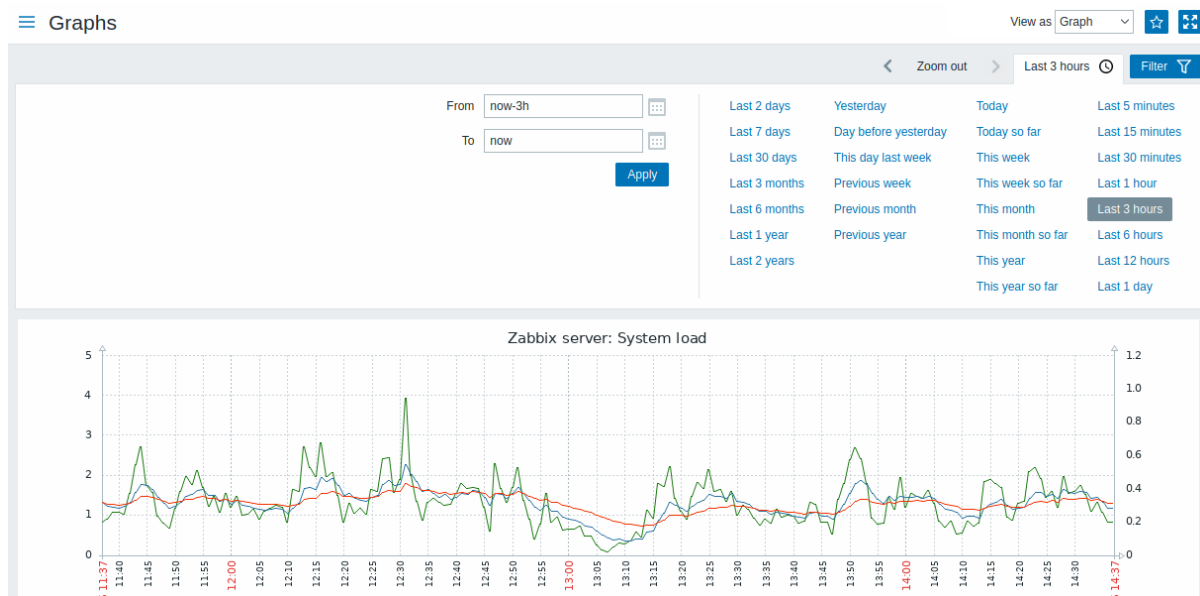 Graphs View as Graph
Zoom out Last 3 hours Filter
From now-3h
To now
Apply
Last 2 days Yesterday Today Last 5 minutes
Last 7 days Day before yesterday Today so far Last 15 minutes
Last 30 days This day last week This week Last 30 minutes
Last 3 months Previous week This week so far Last 1 hour
Last 6 months Previous month This month Last 3 hours
Last 1 year Previous year This month so far Last 6 hours
Last 2 years This year Last 12 hours
This year so far Last 1 day
Zabbix server: System load
5 1.2
4 1.0
3 0.8
2 0.6
1 0.4
0 0.2
0
11:37 11:40 11:45 11:50 11:55 12:00 12:05 12:10 12:15 12:20 12:25 12:30 12:35 12:40 12:45 12:50 12:55 13:00 13:05 13:10 13:15 13:20 13:25 13:30 13:35 13:40 13:45 13:50 13:55 14:00 14:05 14:10 14:15 14:20 14:25 14:30 14:37